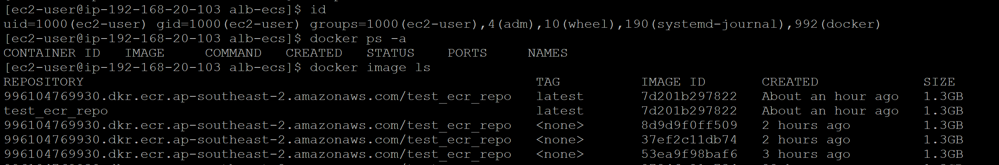 [ec2-user@ip-192-168-20-103 alb-ecs]$ id
uid=1000(ec2-user) gid=1000(ec2-user) groups=1000(ec2-user),4(adm),10(wheel),190(systemd-journal),992(docker)
[ec2-user@ip-192-168-20-103 alb-ecs]$ docker ps -a
CONTAINER ID   IMAGE     COMMAND   CREATED   STATUS    PORTS     NAMES
[ec2-user@ip-192-168-20-103 alb-ecs]$ docker image ls
REPOSITORY                                                        TAG          IMAGE ID       CREATED             SIZE
996104769930.dkr.ecr.ap-southeast-2.amazonaws.com/test_ecr_repo   latest       7d201b297822   About an hour ago   1.3GB
test_ecr_repo                                                     latest       7d201b297822   About an hour ago   1.3GB
996104769930.dkr.ecr.ap-southeast-2.amazonaws.com/test_ecr_repo   <none>       8d9d9f0ff509   2 hours ago         1.3GB
996104769930.dkr.ecr.ap-southeast-2.amazonaws.com/test_ecr_repo   <none>       37ef2c11db74   2 hours ago         1.3GB
996104769930.dkr.ecr.ap-southeast-2.amazonaws.com/test_ecr_repo   <none>       53ea9f98baf6   3 hours ago         1.3GB